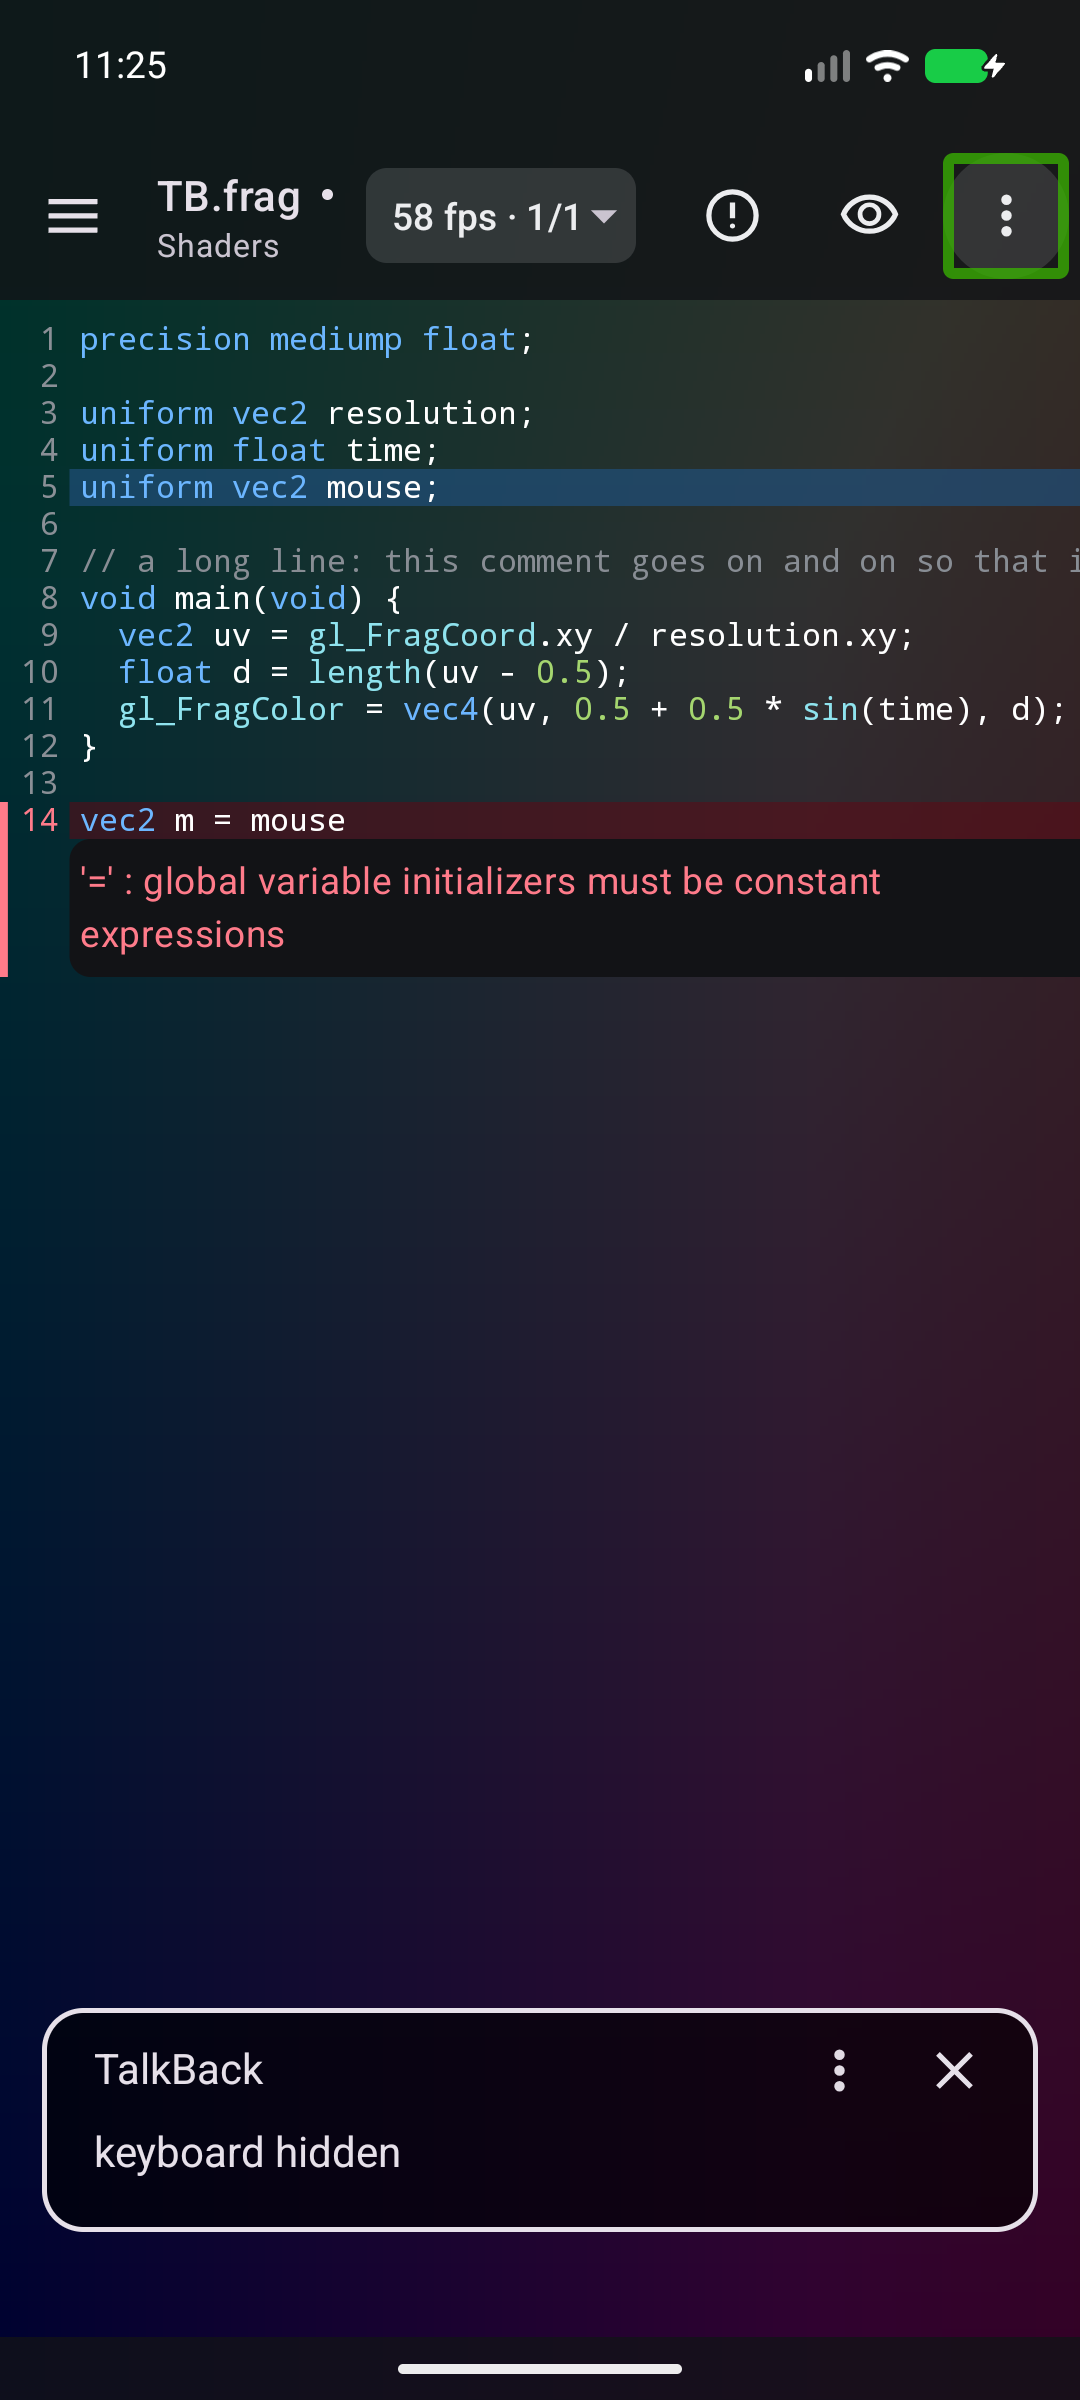 11:25
TB.frag •
Shaders
58 fps · 1/1
1 precision mediump float;
2
3 uniform vec2 resolution;
4 uniform float time;
5 uniform vec2 mouse;
6
7 // a long line: this comment goes on and on so that i
8 void main(void) {
9   vec2 uv = gl_FragCoord.xy / resolution.xy;
10   float d = length(uv - 0.5);
11   gl_FragColor = vec4(uv, 0.5 + 0.5 * sin(time), d);
12 }
13
14 vec2 m = mouse
'=' : global variable initializers must be constant
expressions
TalkBack
keyboard hidden